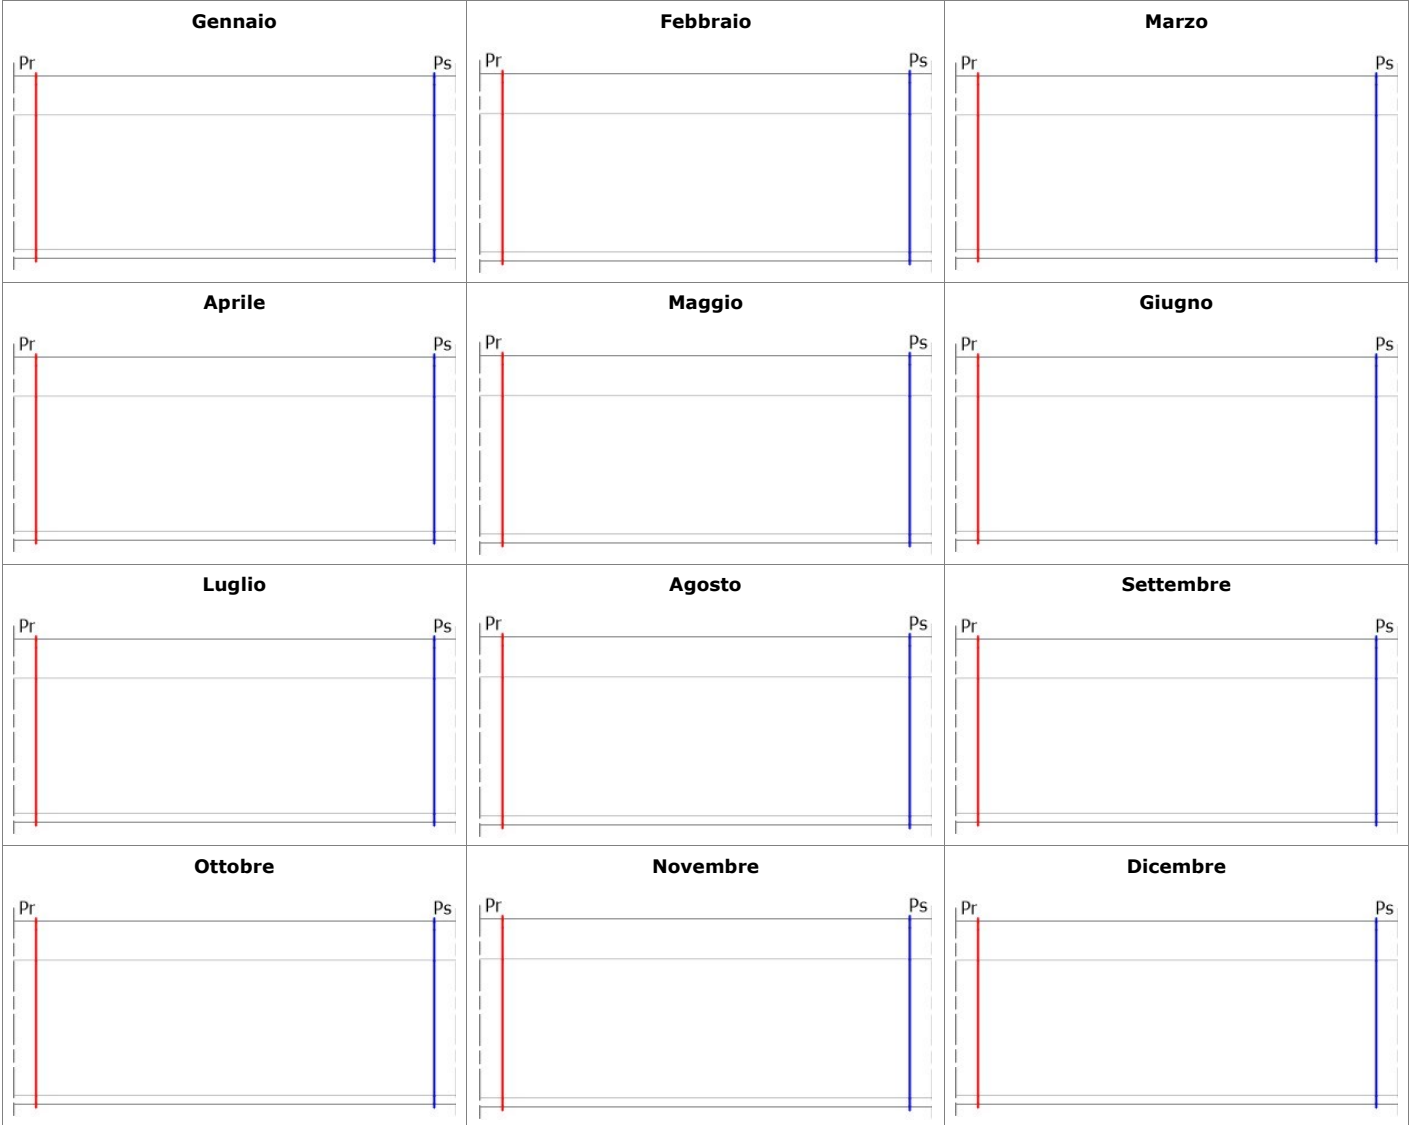 Gennaio Febbraio Marzo
Pr Ps Pr Ps Pr Ps
Aprile Maggio Giugno
Pr Ps Pr Ps Pr Ps
Luglio Agosto Settembre
Pr Ps Pr Ps Pr Ps
Ottobre Novembre Dicembre
Pr Ps Pr Ps Pr Ps